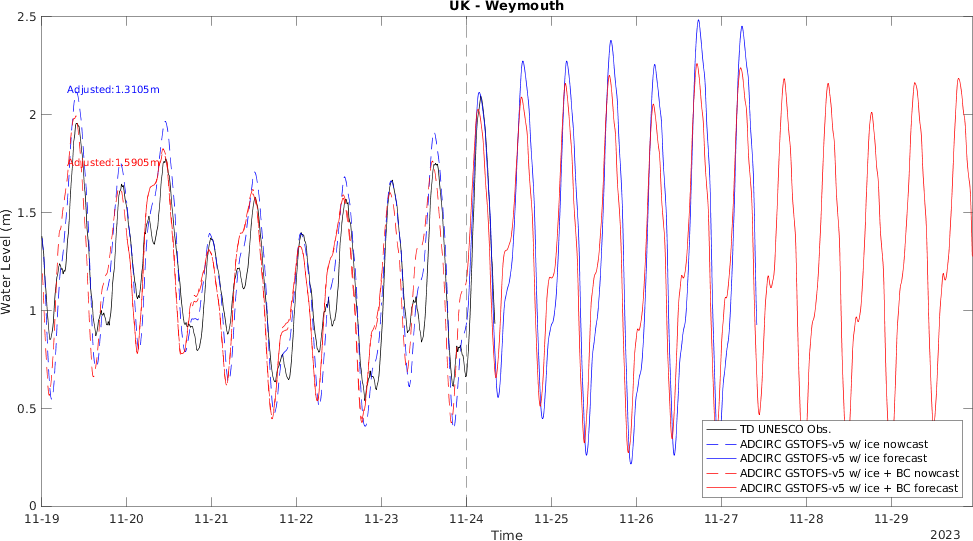 UK - Weymouth
2.5
2
1.5
1
0.5
0
Water Level (m)
Adjusted:1.3105m
Adjusted:1.5905m
TD UNESCO Obs.
ADCIRC GSTOFS-v5 w/ ice nowcast
ADCIRC GSTOFS-v5 w/ ice forecast
ADCIRC GSTOFS-v5 w/ ice + BC nowcast
ADCIRC GSTOFS-v5 w/ ice + BC forecast
11-19 11-20 11-21 11-22 11-23 11-24 11-25 11-26 11-27 11-28 11-29
Time
2023